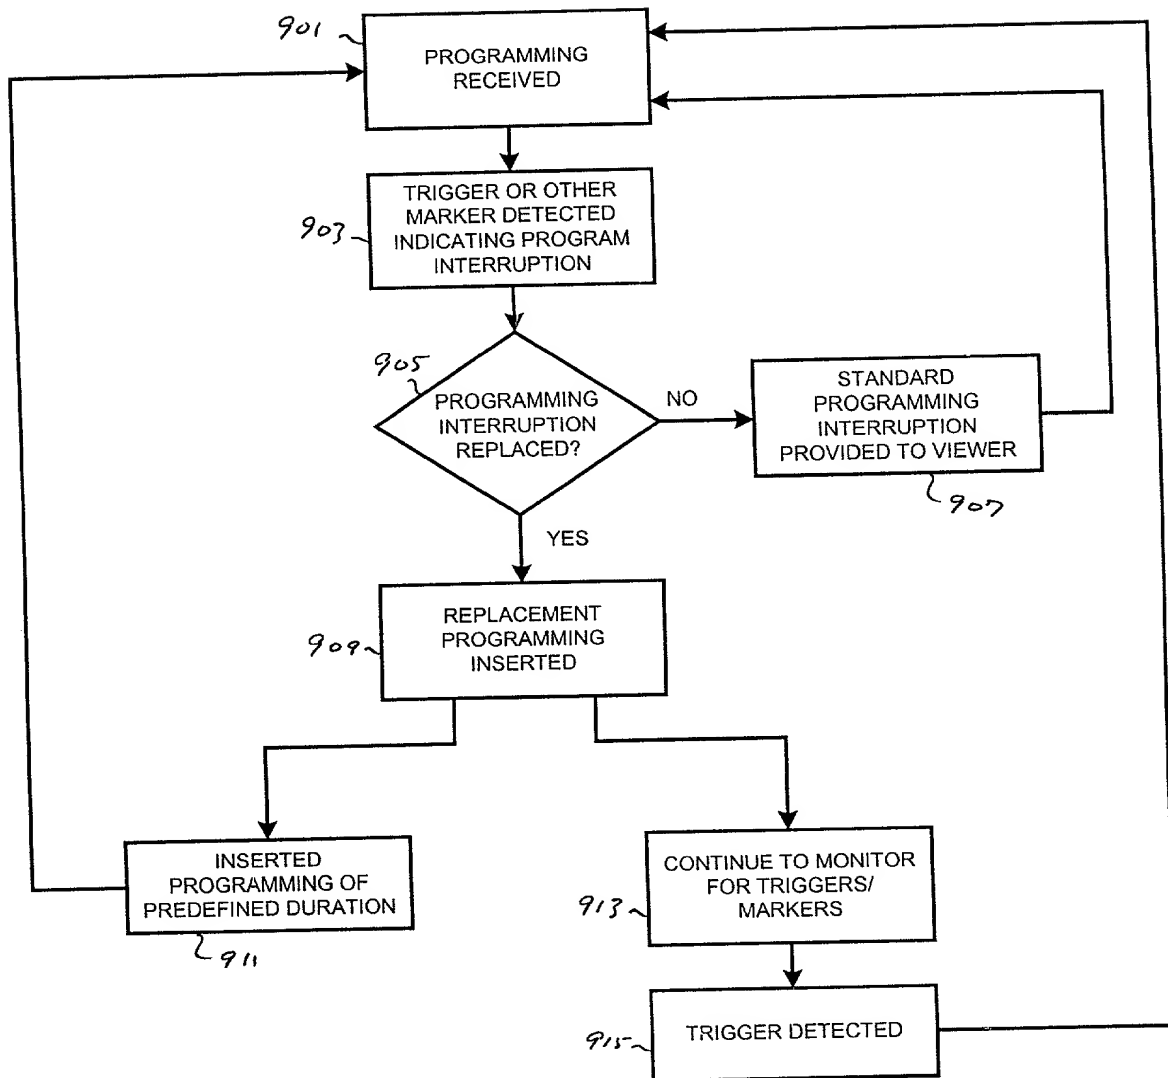 901
PROGRAMMING
RECEIVED
903
TRIGGER OR OTHER
MARKER DETECTED
INDICATING PROGRAM
INTERRUPTION
905
PROGRAMMING
INTERRUPTION
REPLACED?
NO
STANDARD
PROGRAMMING
INTERRUPTION
PROVIDED TO VIEWER
907
YES
909
REPLACEMENT
PROGRAMMING
INSERTED
INSERTED
PROGRAMMING OF
PREDEFINED DURATION
911
913
CONTINUE TO MONITOR
FOR TRIGGERS/
MARKERS
915
TRIGGER DETECTED